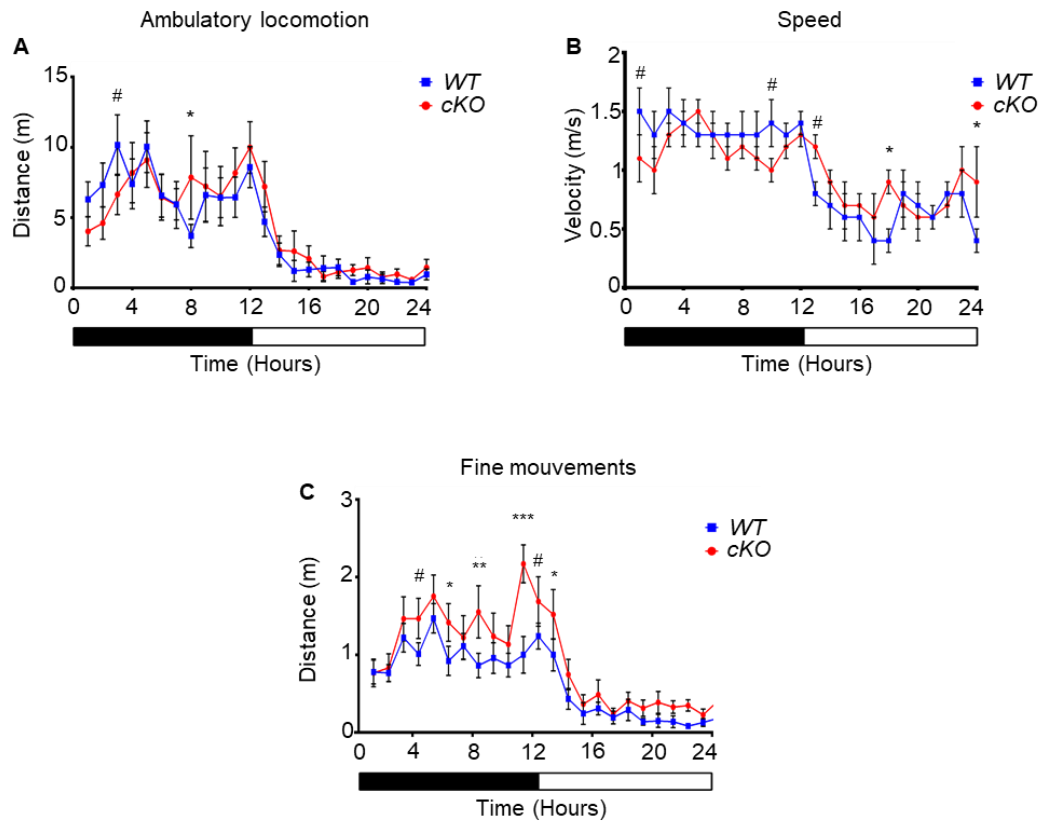 Ambulatory locomotion
A
15
10
5
0
Distance (m)
#
*
WT
cKO
0 4 8 12 16 20 24
Time (Hours)
Speed
B
2
1.5
1
0.5
0
Velocity (m/s)
#
#
#
*
*
WT
cKO
0 4 8 12 16 20 24
Time (Hours)
Fine mouvements
C
3
2
1
0
Distance (m)
#
*
**
***
#
*
WT
cKO
0 4 8 12 16 20 24
Time (Hours)